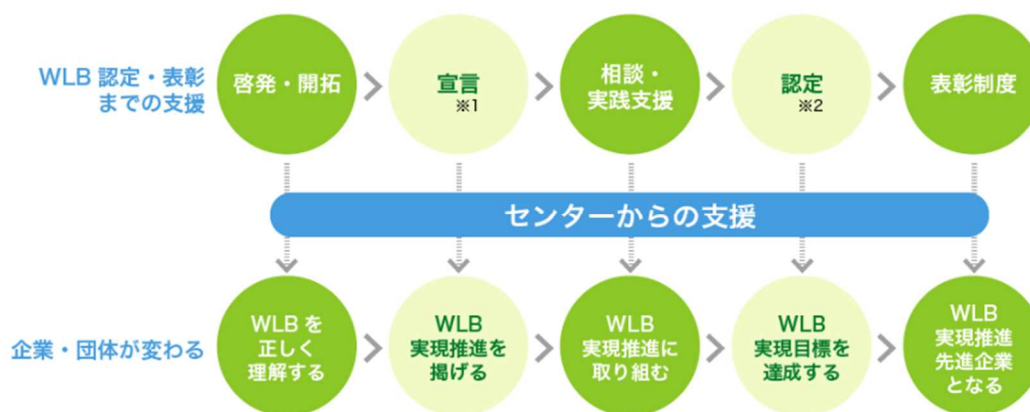 WLB 認定・表彰
までの支援
啓発・開拓
宣言
※1
相談・
実践支援
認定
※2
表彰制度
センターからの支援
企業・団体が変わる
WLB を
正しく
理解する
WLB
実現推進を
掲げる
WLB
実現推進に
取り組む
WLB
実現目標を
達成する
WLB
実現推進
先進企業
となる